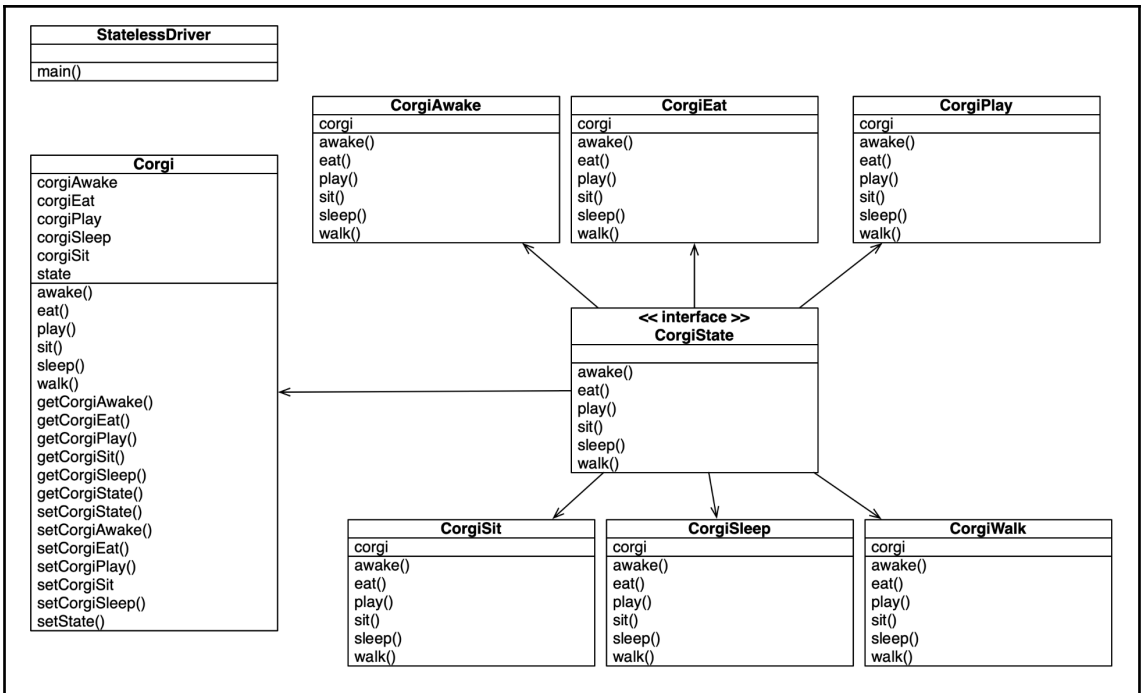 StatelessDriver
main()
Corgi
corgiAwake
corgiEat
corgiPlay
corgiSleep
corgiSit
state
awake()
eat()
play()
sit()
sleep()
walk()
getCorgiAwake()
getCorgiEat()
getCorgiPlay()
getCorgiSit()
getCorgiSleep()
getCorgiState()
setCorgiState()
setCorgiAwake()
setCorgiEat()
setCorgiPlay()
setCorgiSit
setCorgiSleep()
setState()
CorgiAwake
corgi
awake()
eat()
play()
sit()
sleep()
walk()
CorgiEat
corgi
awake()
eat()
play()
sit()
sleep()
walk()
CorgiPlay
corgi
awake()
eat()
play()
sit()
sleep()
walk()
<< interface >>
CorgiState
awake()
eat()
play()
sit()
sleep()
walk()
CorgiSit
corgi
awake()
eat()
play()
sit()
sleep()
walk()
CorgiSleep
corgi
awake()
eat()
play()
sit()
sleep()
walk()
CorgiWalk
corgi
awake()
eat()
play()
sit()
sleep()
walk()